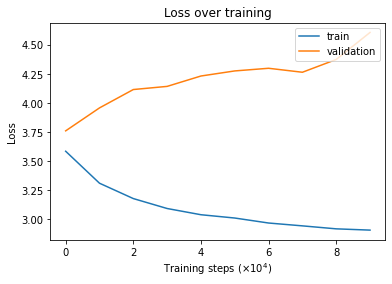 Loss over training
train
validation
4.50
4.25
4.00
3.75
3.50
3.25
3.00
Loss
0 2 4 6 8
Training steps (×10⁴)